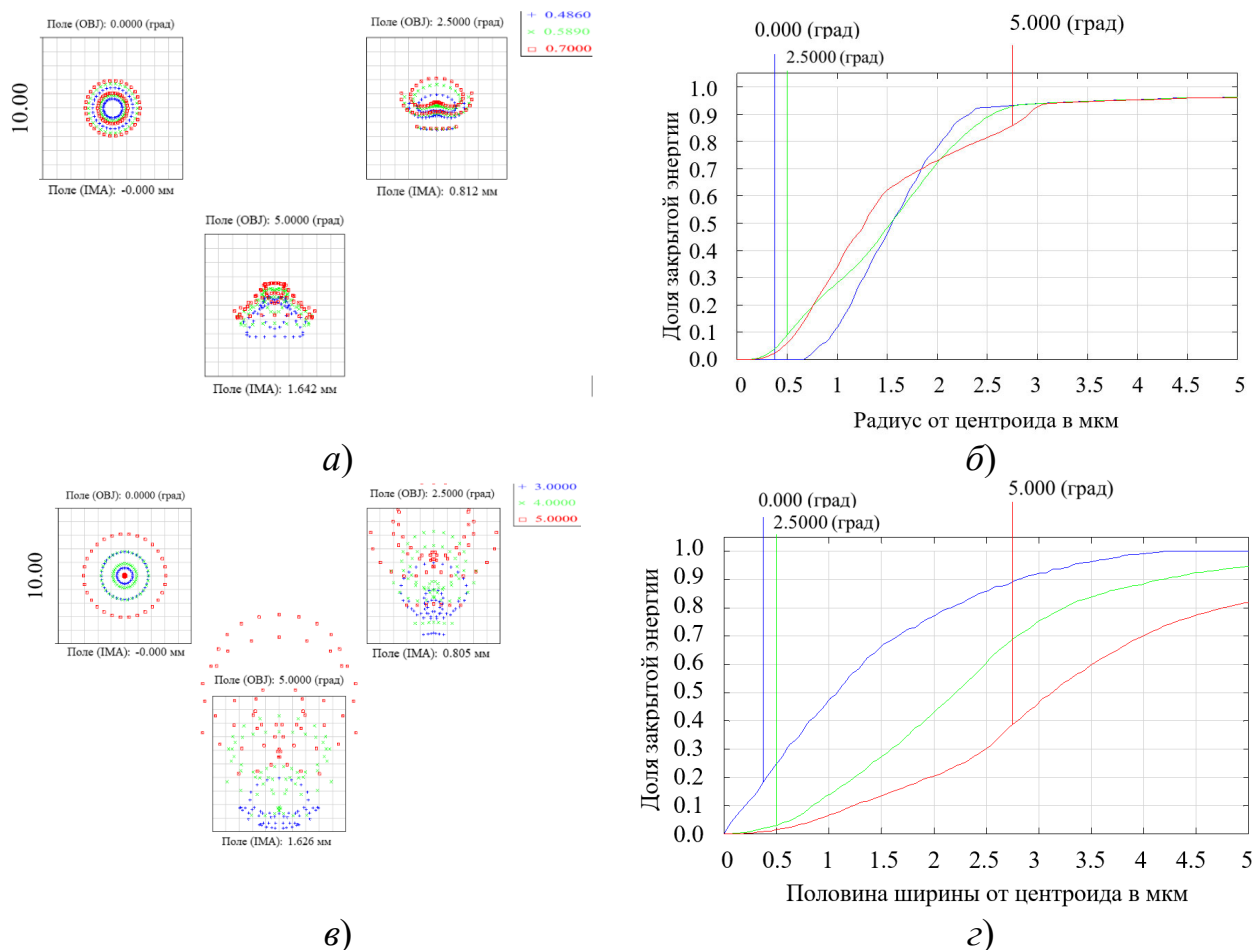 Поле (OBJ): 0.0000 (град)
10.00
Поле (IMA): -0.000 мм
Поле (OBJ): 2.5000 (град)
Поле (IMA): 0.812 мм
+ 0.4860
× 0.5890
□ 0.7000
Поле (OBJ): 5.0000 (град)
Поле (IMA): 1.642 мм
а)
0.000 (град)
2.5000 (град)
5.000 (град)
Доля закрытой энергии
1.0
0.9
0.8
0.7
0.6
0.5
0.4
0.3
0.2
0.1
0.0
0 0.5 1 1.5 2 2.5 3 3.5 4 4.5 5
Радиус от центроида в мкм
б)
Поле (OBJ): 0.0000 (град)
10.00
Поле (IMA): -0.000 мм
Поле (OBJ): 2.5000 (град)
Поле (IMA): 0.805 мм
+ 3.0000
× 4.0000
□ 5.0000
Поле (OBJ): 5.0000 (град)
Поле (IMA): 1.626 мм
в)
0.000 (град)
2.5000 (град)
5.000 (град)
Доля закрытой энергии
1.0
0.9
0.8
0.7
0.6
0.5
0.4
0.3
0.2
0.1
0.0
0 0.5 1 1.5 2 2.5 3 3.5 4 4.5 5
Половина ширины от центроида в мкм
г)